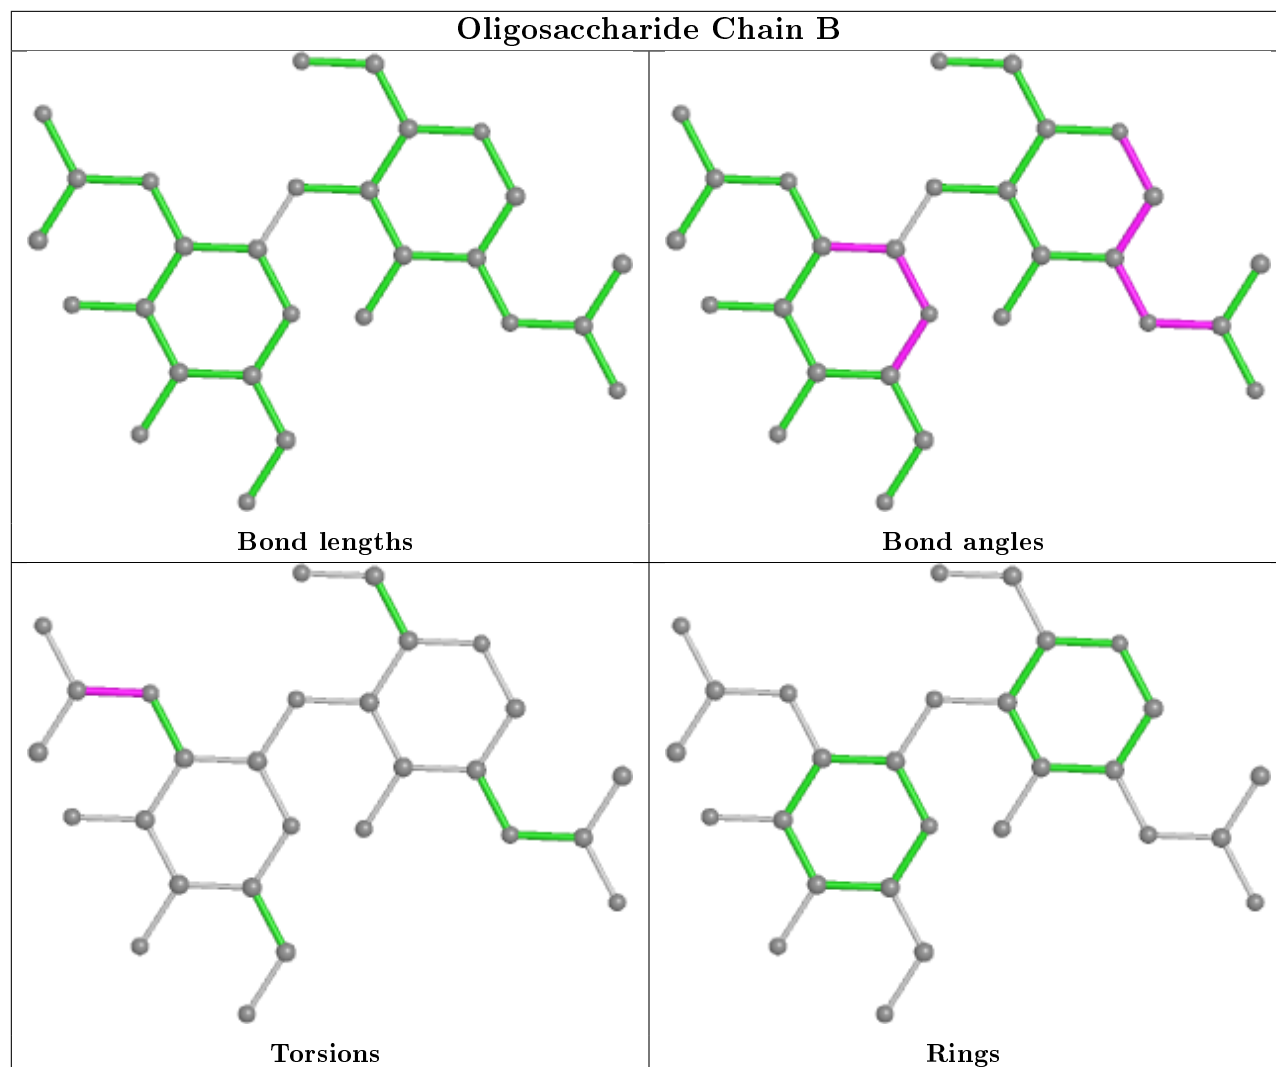 Oligosaccharide Chain B
Bond lengths
Bond angles
Torsions
Rings